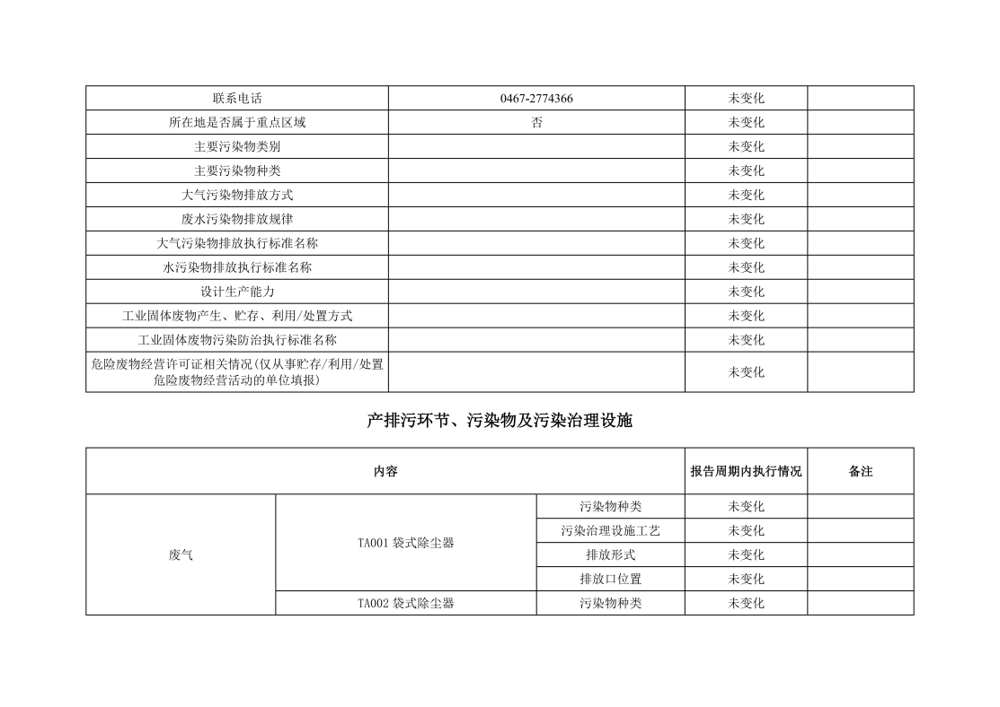 联系电话 0467-2774366 未变化
所在地是否属于重点区域 否 未变化
主要污染物类别 未变化
主要污染物种类 未变化
大气污染物排放方式 未变化
废水污染物排放规律 未变化
大气污染物排放执行标准名称 未变化
水污染物排放执行标准名称 未变化
设计生产能力 未变化
工业固体废物产生、贮存、利用/处置方式 未变化
工业固体废物污染防治执行标准名称 未变化
危险废物经营许可证相关情况(仅从事贮存/利用/处置
危险废物经营活动的单位填报) 未变化
产排污环节、污染物及污染治理设施
内容 报告周期内执行情况 备注
废气 TA001 袋式除尘器 污染物种类 未变化
污染治理设施工艺 未变化
排放形式 未变化
排放口位置 未变化
TA002 袋式除尘器 污染物种类 未变化